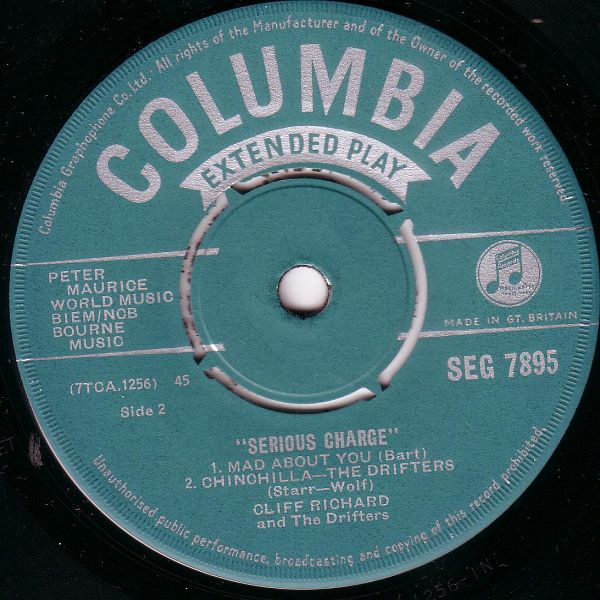 Columbia Graphophone Co. Ltd. All rights of the Manufacturer and of the Owner of the recorded work reserved
COLUMBIA
EXTENDED PLAY
PETER
MAURICE
WORLD MUSIC
BIEM/NCB
BOURNE
MUSIC
MADE IN GT. BRITAIN
SEG 7895
(7TCA.1256) 45
Side 2
"SERIOUS CHARGE"
1. MAD ABOUT YOU (Bart)
2. CHINCHILLA—THE DRIFTERS
(Starr—Wolf)
CLIFF RICHARD
and The Drifters
Unauthorised public performance, broadcasting and copying of this record prohibited